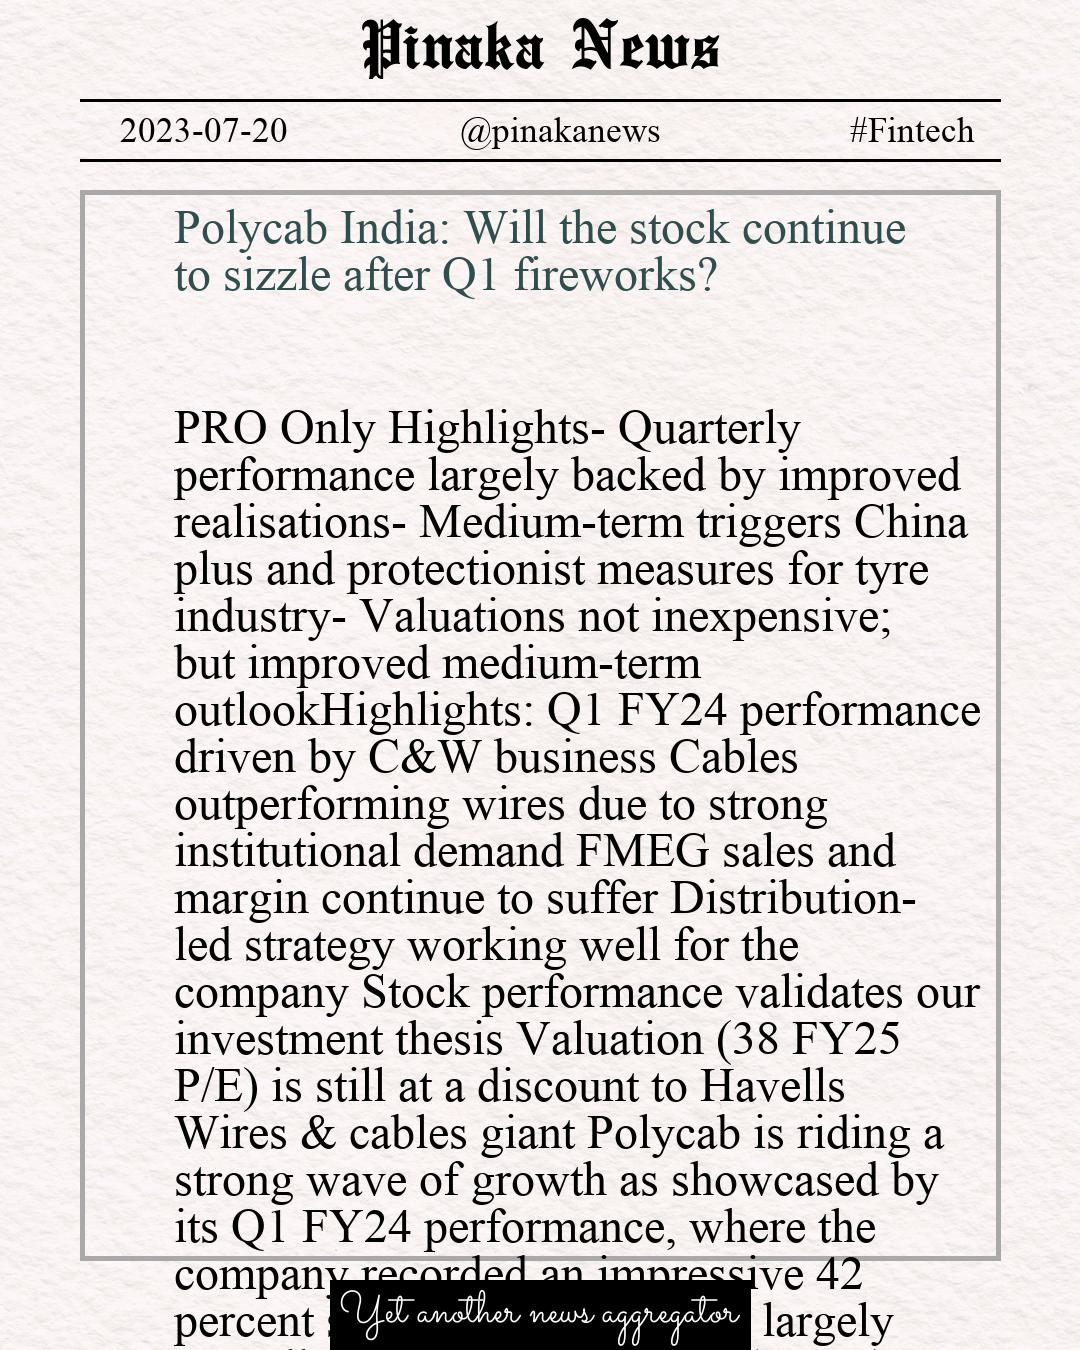 Pinaka News
2023-07-20 @pinakanews #Fintech
Polycab India: Will the stock continue
to sizzle after Q1 fireworks?
PRO Only Highlights- Quarterly
performance largely backed by improved
realisations- Medium-term triggers China
plus and protectionist measures for tyre
industry- Valuations not inexpensive;
but improved medium-term
outlookHighlights: Q1 FY24 performance
driven by C&W business Cables
outperforming wires due to strong
institutional demand FMEG sales and
margin continue to suffer Distribution-
led strategy working well for the
company Stock performance validates our
investment thesis Valuation (38 FY25
P/E) is still at a discount to Havells
Wires & cables giant Polycab is riding a
strong wave of growth as showcased by
its Q1 FY24 performance, where the
company recorded an impressive 42
percent largely
Yet another news aggregator